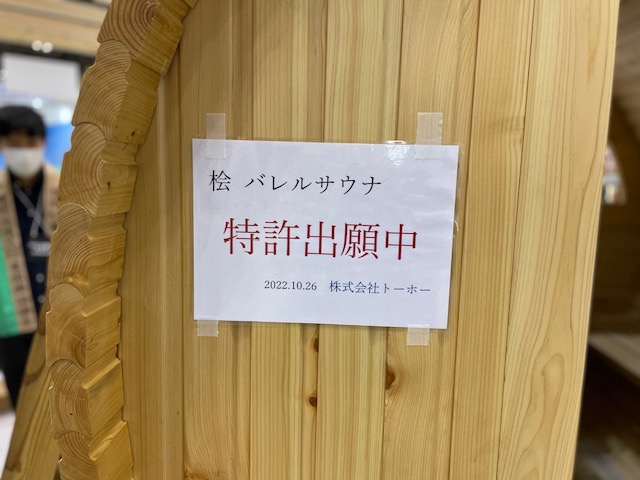 桧 バレルサウナ
特許出願中
2022.10.26 株式会社トーホー